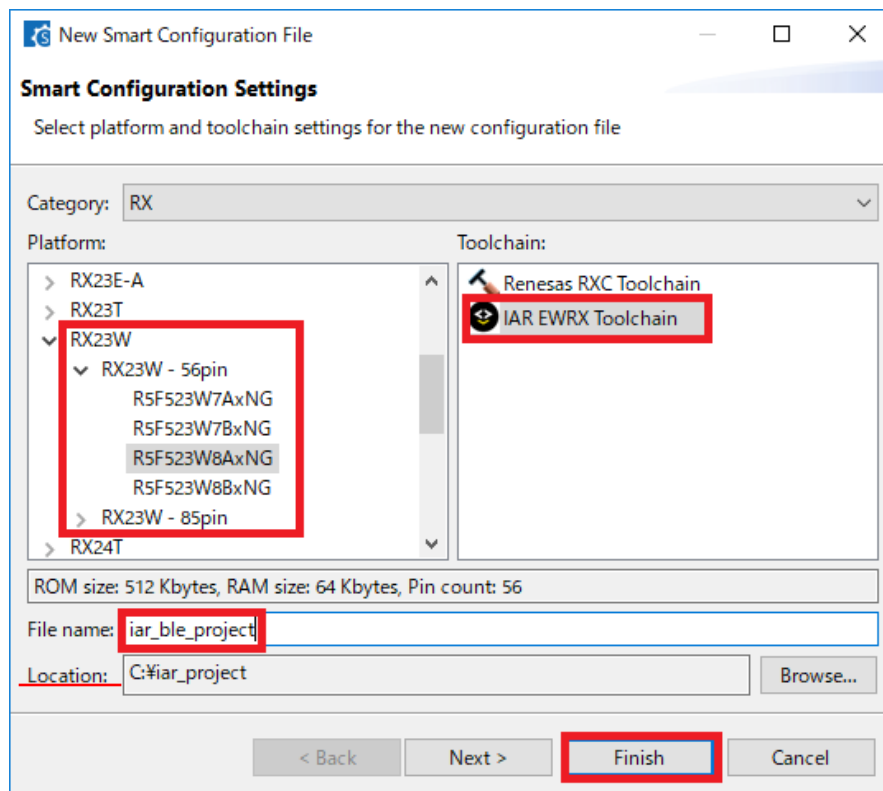 New Smart Configuration File
Smart Configuration Settings
Select platform and toolchain settings for the new configuration file
Category: RX
Platform:
RX23E-A
RX23T
RX23W
RX23W - 56pin
R5F523W7AxNG
R5F523W7BxNG
R5F523W8AxNG
R5F523W8BxNG
RX23W - 85pin
RX24T
Toolchain:
Renesas RXC Toolchain
IAR EWRX Toolchain
ROM size: 512 Kbytes, RAM size: 64 Kbytes, Pin count: 56
File name: iar_ble_project
Location: C:¥iar_project Browse...
< Back Next > Finish Cancel